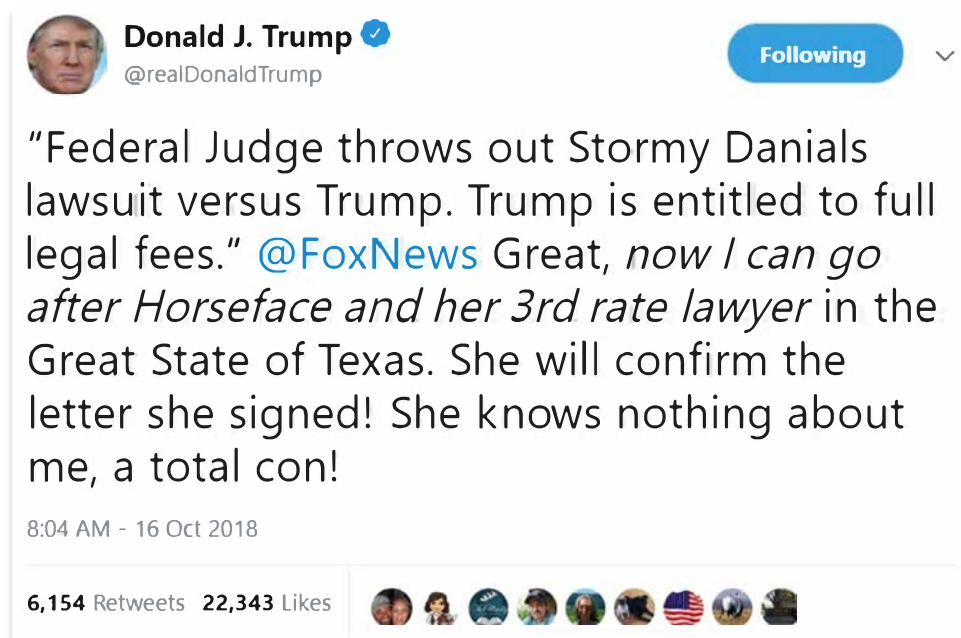 Donald J. Trump
@realDonaldTrump
Following
"Federal Judge throws out Stormy Danials
lawsuit versus Trump. Trump is entitled to full
legal fees." @FoxNews Great, now I can go
after Horseface and her 3rd rate lawyer in the
Great State of Texas. She will confirm the
letter she signed! She knows nothing about
me, a total con!
8:04 AM - 16 Oct 2018
6,154 Retweets 22,343 Likes